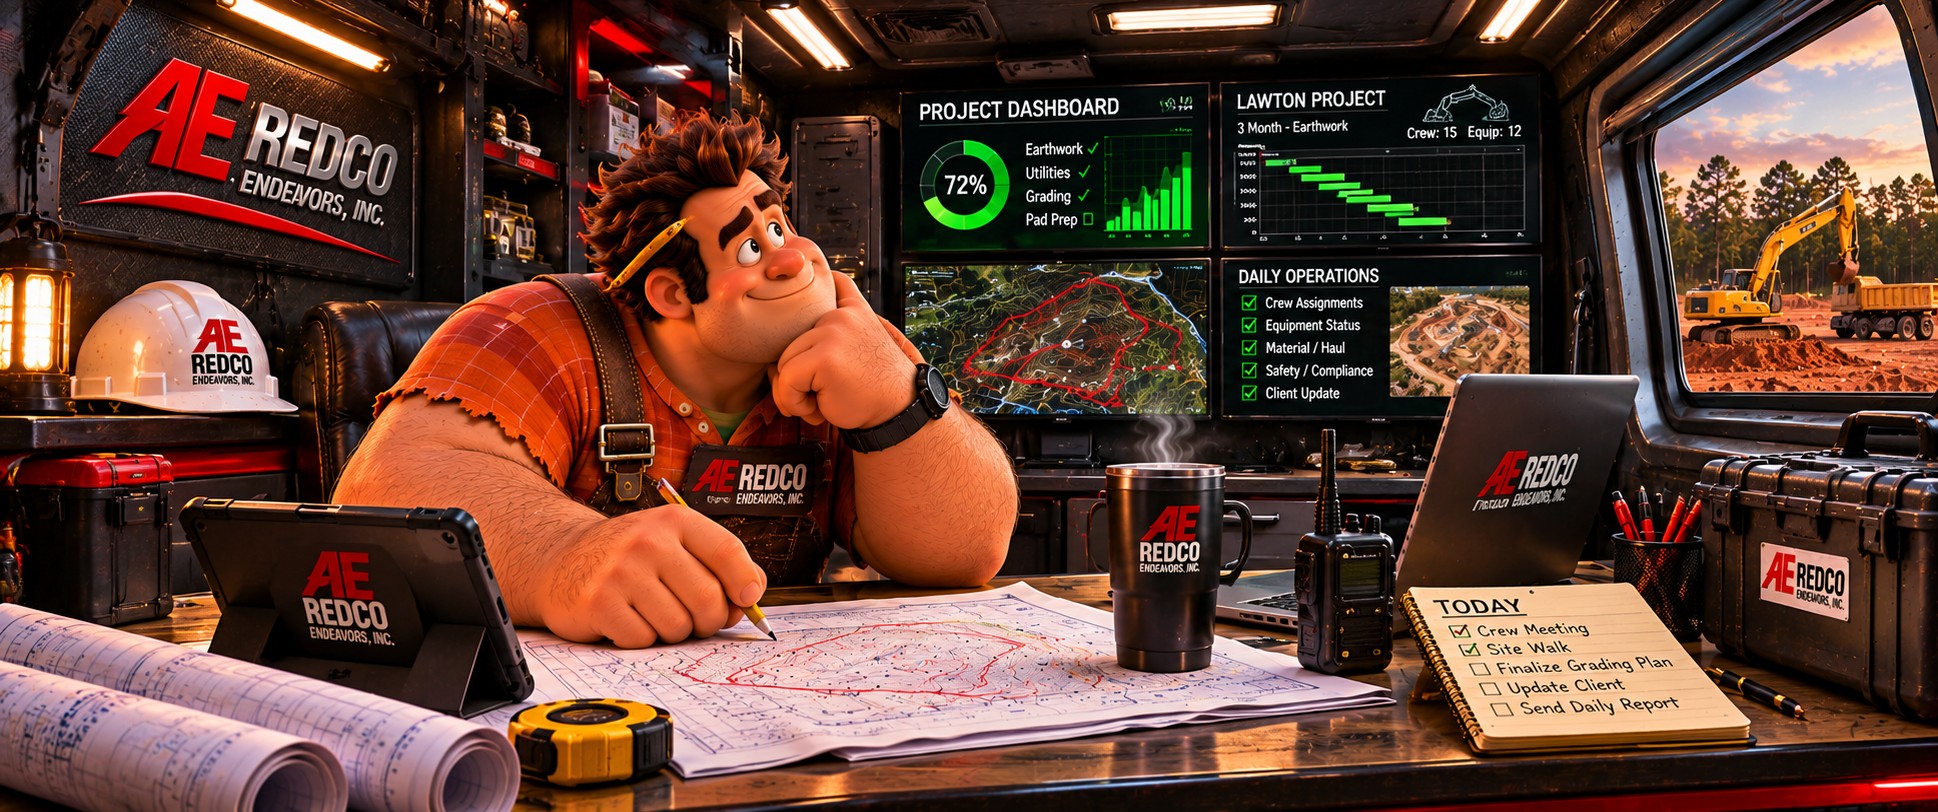 AE REDCO
ENDEAVORS, INC.
AE
REDCO
ENDEAVORS, INC.
PROJECT DASHBOARD
72%
Earthwork ✓
Utilities ✓
Grading ✓
Pad Prep ☐
LAWTON PROJECT
3 Month - Earthwork
Crew: 15 Equip: 12
DAILY OPERATIONS
☑ Crew Assignments
☑ Equipment Status
☑ Material / Haul
☑ Safety / Compliance
☑ Client Update
AE REDCO
ENDEAVORS, INC.
AE
REDCO
ENDEAVORS, INC.
AE
REDCO
ENDEAVORS, INC.
AE REDCO
ENDEAVORS, INC.
AE REDCO
ENDEAVORS, INC.
TODAY
☑ Crew Meeting
☑ Site Walk
☐ Finalize Grading Plan
☐ Update Client
☐ Send Daily Report